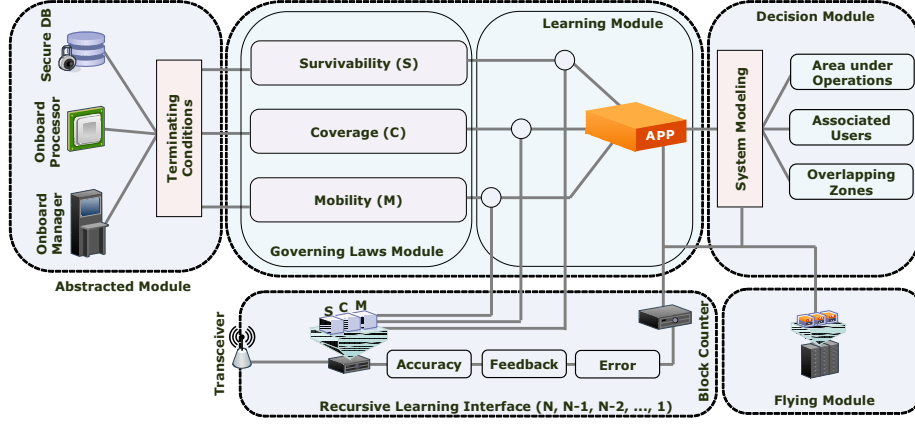 Secure DB
Onboard
Processor
Onboard
Manager
Terminating
Conditions
Abstracted Module
Survivability (S)
Coverage (C)
Mobility (M)
Governing Laws Module
Learning Module
APP
Decision Module
System Modeling
Area under
Operations
Associated
Users
Overlapping
Zones
Transceiver
S C M
Accuracy
Feedback
Error
Block Counter
Recursive Learning Interface (N, N-1, N-2, ..., 1)
Flying Module